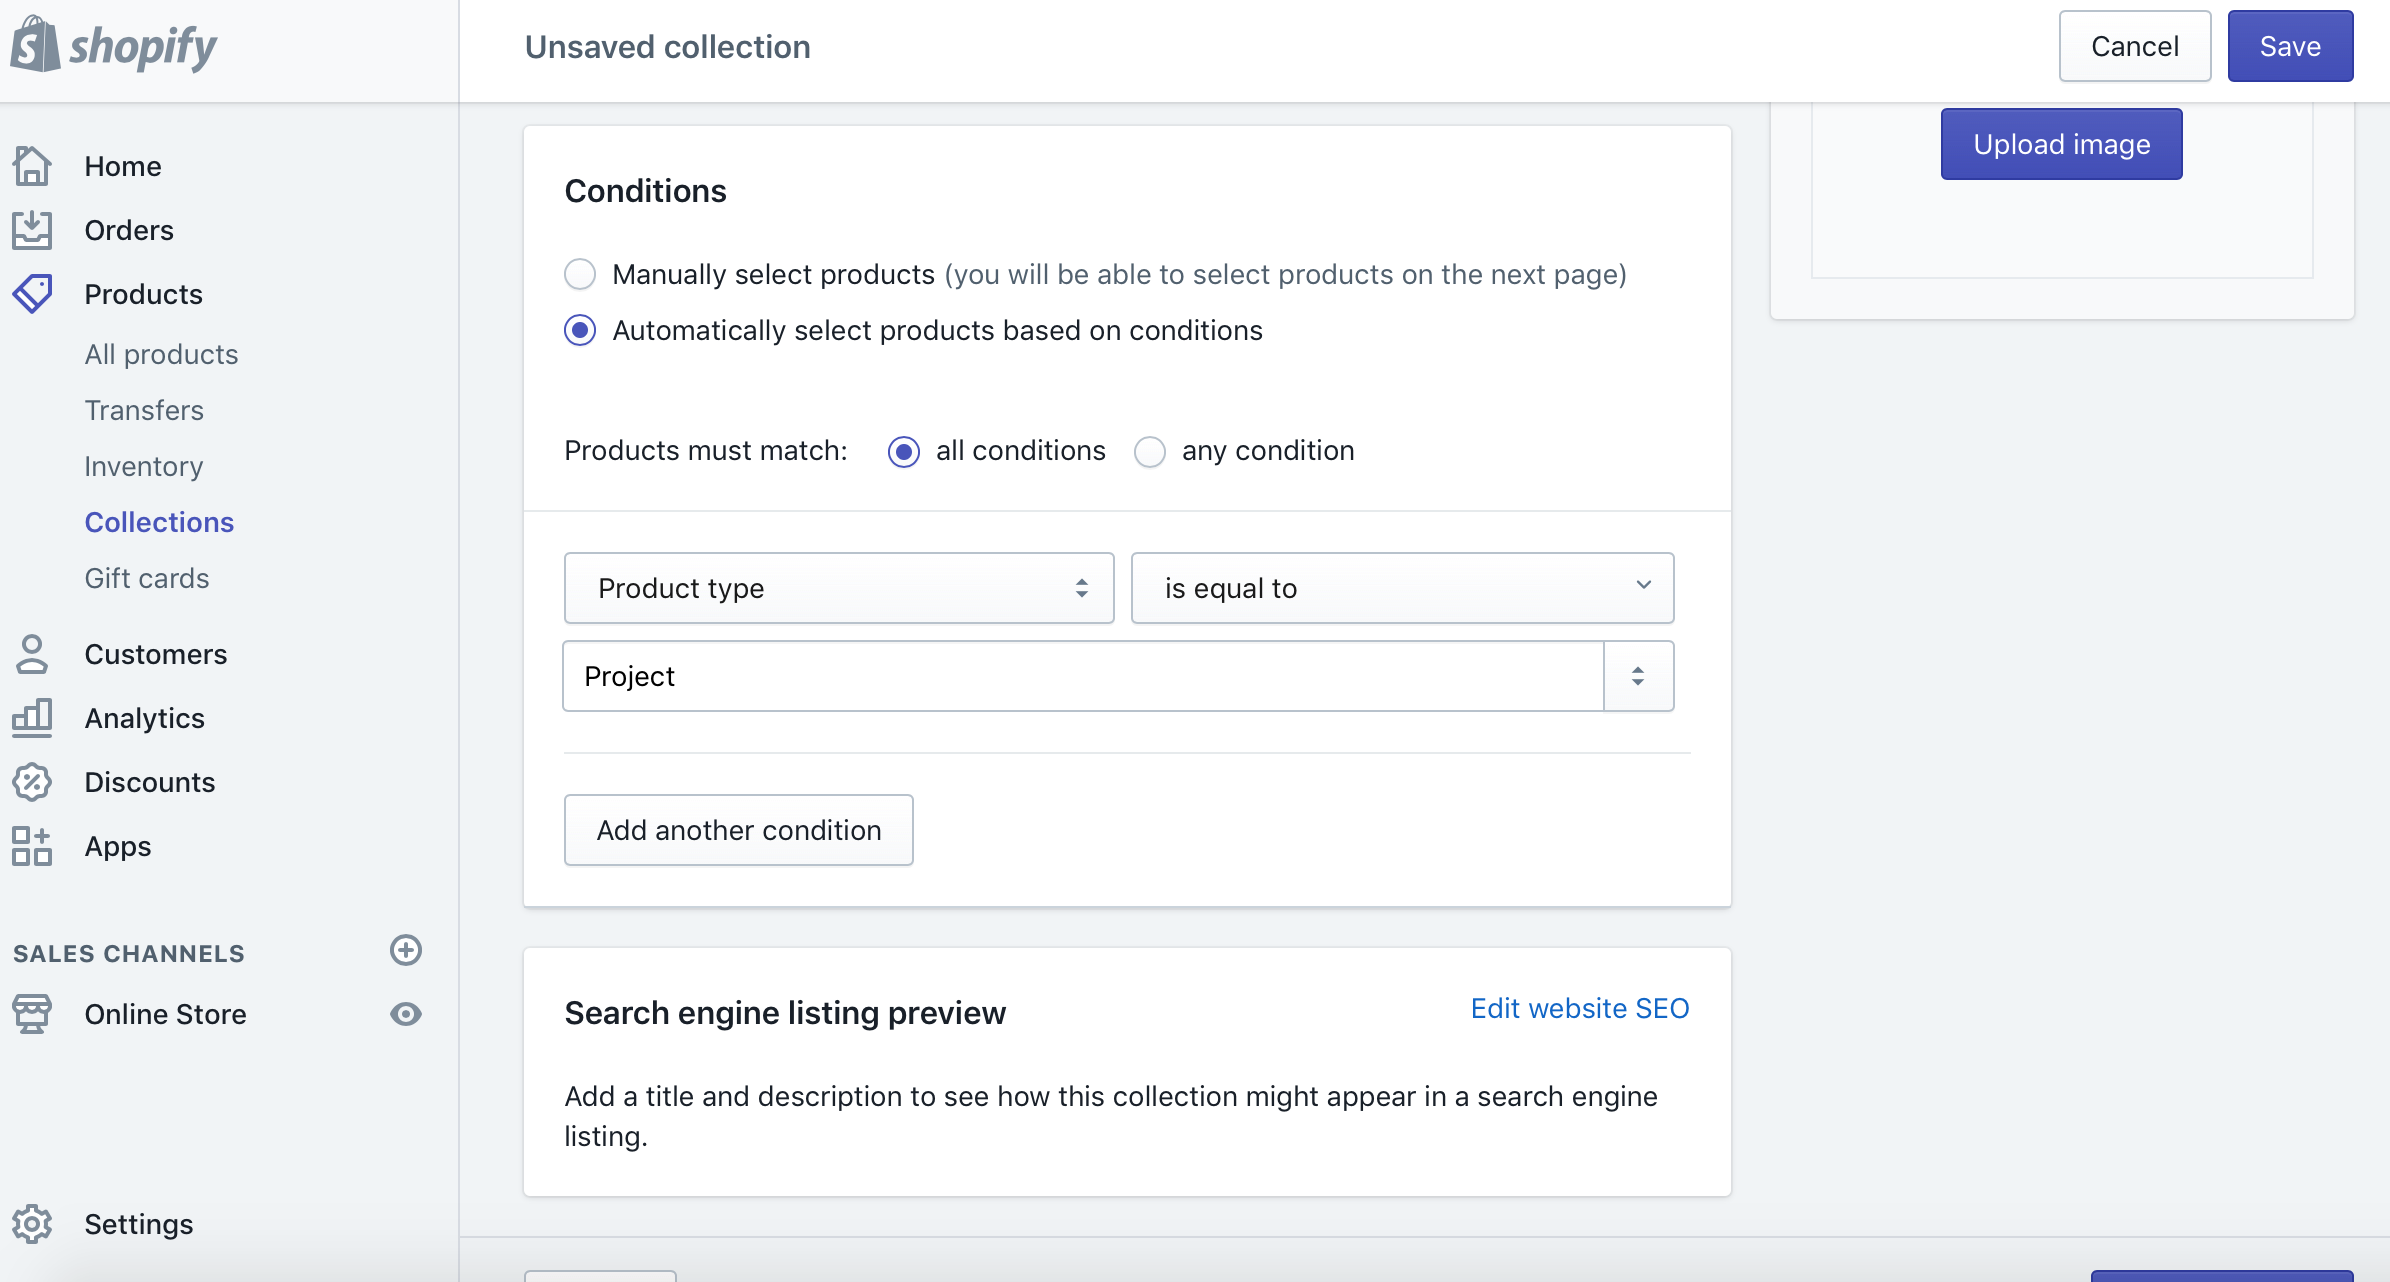 shopify
Unsaved collection
Cancel
Save
Home
Orders
Products
All products
Transfers
Inventory
Collections
Gift cards
Customers
Analytics
Discounts
Apps
SALES CHANNELS
Online Store
Settings
Upload image
Conditions
Manually select products (you will be able to select products on the next page)
Automatically select products based on conditions
Products must match: all conditions any condition
Product type
is equal to
Project
Add another condition
Search engine listing preview
Edit website SEO
Add a title and description to see how this collection might appear in a search engine
listing.